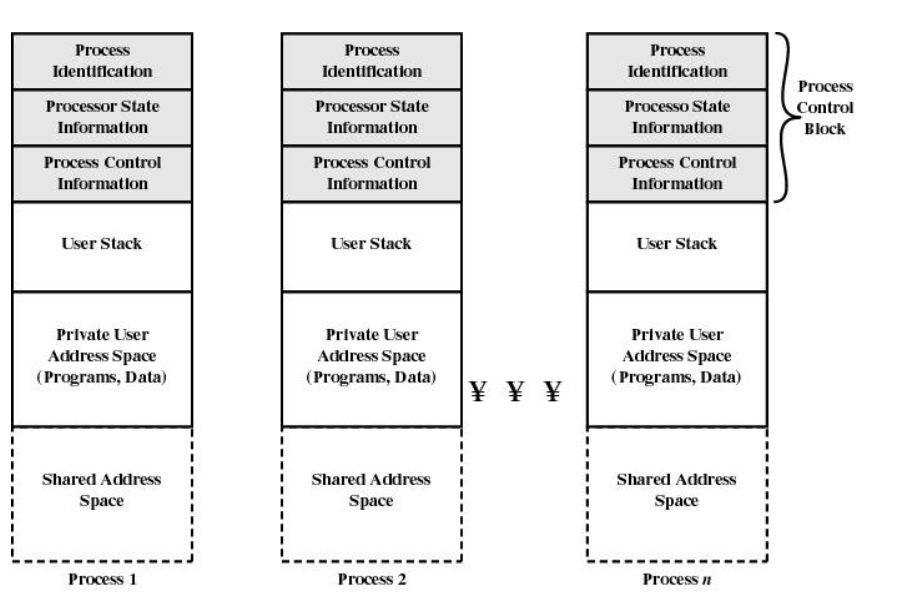 Process
Identification
Processor State
Information
Process Control
Information
User Stack
Private User
Address Space
(Programs, Data)
Shared Address
Space
Process 1
Process
Identification
Processor State
Information
Process Control
Information
User Stack
Private User
Address Space
(Programs, Data)
Shared Address
Space
Process 2
¥ ¥ ¥
Process
Identification
Processo State
Information
Process Control
Information
User Stack
Private User
Address Space
(Programs, Data)
Shared Address
Space
Process n
Process
Control
Block